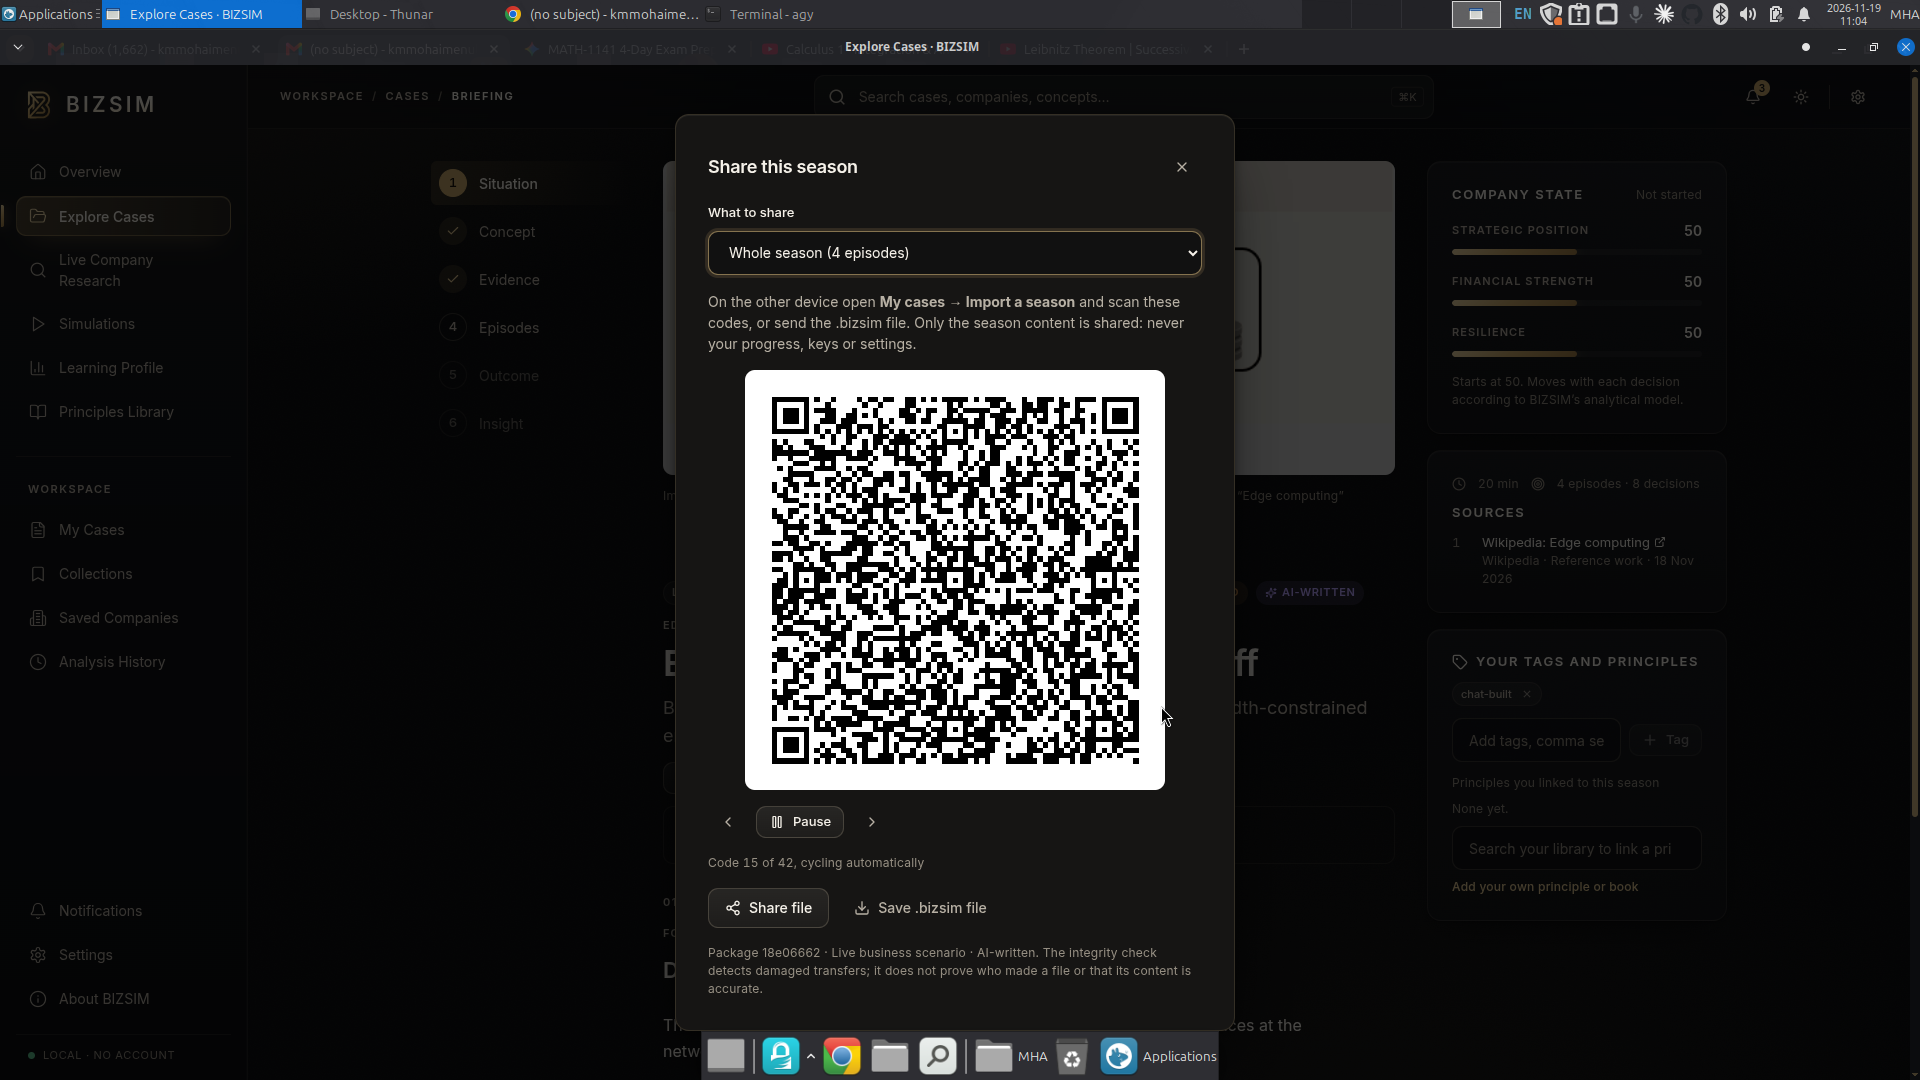 Applications
Explore Cases · BIZSIM
Desktop - Thunar
(no subject) - kmmohaime...
Terminal - agy
EN
2026-11-19
11:04
MHA
Inbox (1,662) - kmmohaimen
(no subject) - kmmohaimen
MATH-1141 4-Day Exam Pre
Calculus
Explore Cases · BIZSIM
Leibnitz Theorem | Success
BIZSIM
WORKSPACE / CASES / BRIEFING
Search cases, companies, concepts...
⌘K
3
Overview
Explore Cases
Live Company
Research
Simulations
Learning Profile
Principles Library
WORKSPACE
My Cases
Collections
Saved Companies
Analysis History
Notifications
Settings
About BIZSIM
LOCAL · NO ACCOUNT
1 Situation
Concept
Evidence
4 Episodes
5 Outcome
6 Insight
Share this season
What to share
Whole season (4 episodes)
On the other device open My cases → Import a season and scan these
codes, or send the .bizsim file. Only the season content is shared: never
your progress, keys or settings.
Pause
Code 15 of 42, cycling automatically
Share file
Save .bizsim file
Package 18e06662 · Live business scenario · AI-written. The integrity check
detects damaged transfers; it does not prove who made a file or that its content is
accurate.
"Edge computing"
AI-WRITTEN
ff
dth-constrained
ces at the
netw
COMPANY STATE
Not started
STRATEGIC POSITION 50
FINANCIAL STRENGTH 50
RESILIENCE 50
Starts at 50. Moves with each decision
according to BIZSIM's analytical model.
20 min
4 episodes · 8 decisions
SOURCES
1 Wikipedia: Edge computing
Wikipedia · Reference work · 18 Nov
2026
YOUR TAGS AND PRINCIPLES
chat-built
Add tags, comma se
Tag
Principles you linked to this season
None yet.
Search your library to link a pri
Add your own principle or book
MHA
Applications